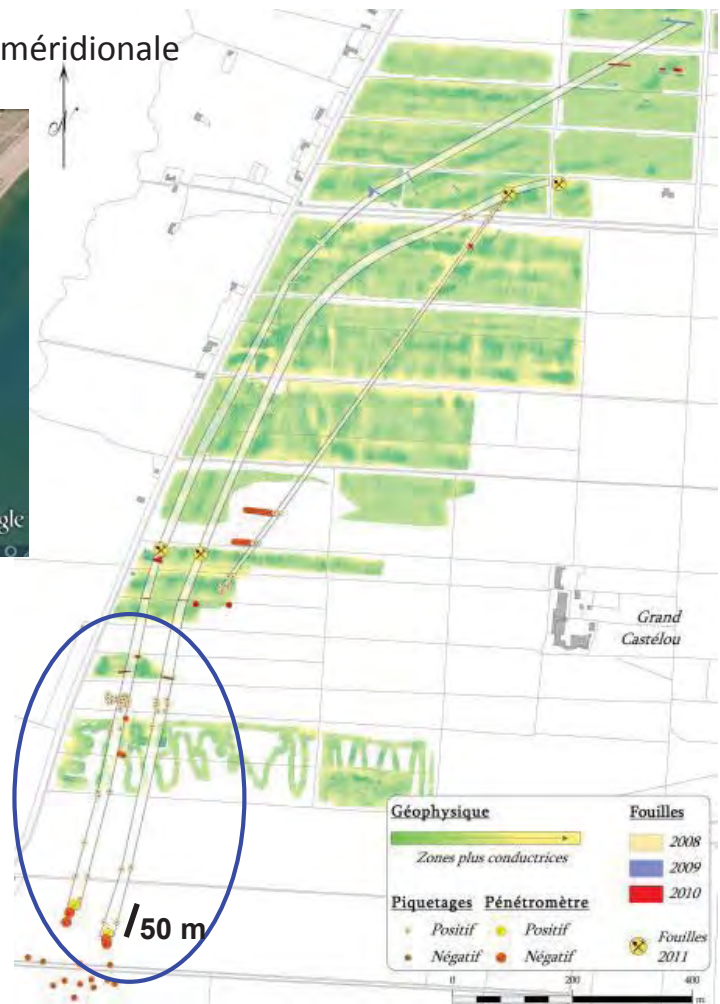 méridionale
N
gle
Grand
Castélou
/50 m
Géophysique
Zones plus conductrices
Piquetages Pénétromètre
Positif Positif
Négatif Négatif
Fouilles
2008
2009
2010
Fouilles
2011
0 200 400
m